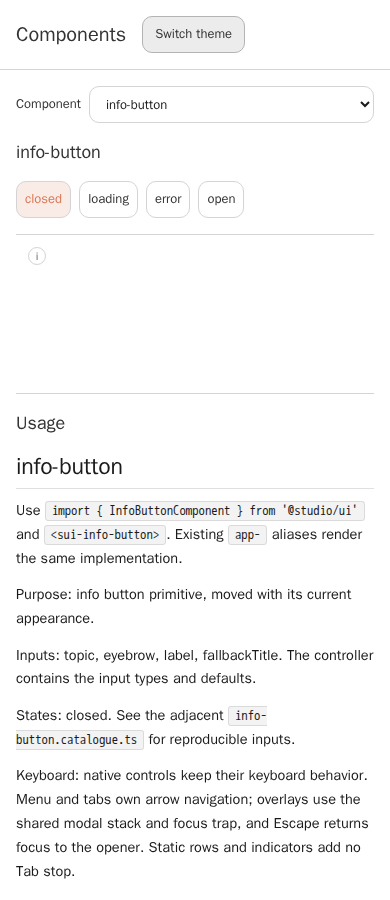 Components Switch theme
Component info-button
info-button
closed loading error open
i
Usage
info-button
Use import { InfoButtonComponent } from '@studio/ui'
and <sui-info-button>. Existing app- aliases render
the same implementation.
Purpose: info button primitive, moved with its current
appearance.
Inputs: topic, eyebrow, label, fallbackTitle. The controller
contains the input types and defaults.
States: closed. See the adjacent info-
button.catalogue.ts for reproducible inputs.
Keyboard: native controls keep their keyboard behavior.
Menu and tabs own arrow navigation; overlays use the
shared modal stack and focus trap, and Escape returns
focus to the opener. Static rows and indicators add no
Tab stop.